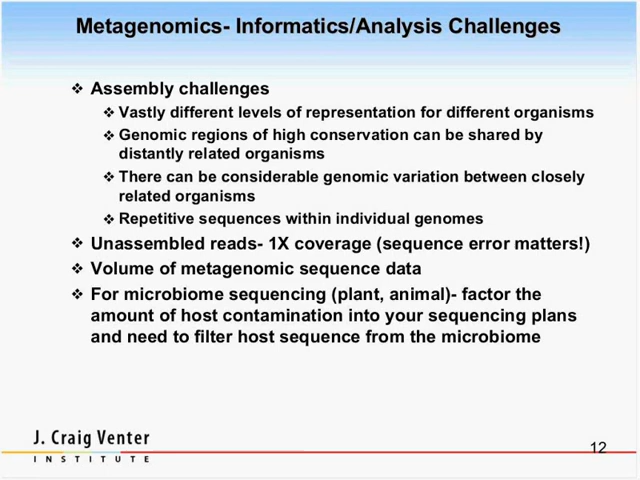 Metagenomics- Informatics/Analysis Challenges
❖ Assembly challenges
❖ Vastly different levels of representation for different organisms
❖ Genomic regions of high conservation can be shared by
distantly related organisms
❖ There can be considerable genomic variation between closely
related organisms
❖ Repetitive sequences within individual genomes
❖ Unassembled reads- 1X coverage (sequence error matters!)
❖ Volume of metagenomic sequence data
❖ For microbiome sequencing (plant, animal)- factor the
amount of host contamination into your sequencing plans
and need to filter host sequence from the microbiome
J. Craig Venter
INSTITUTE
12